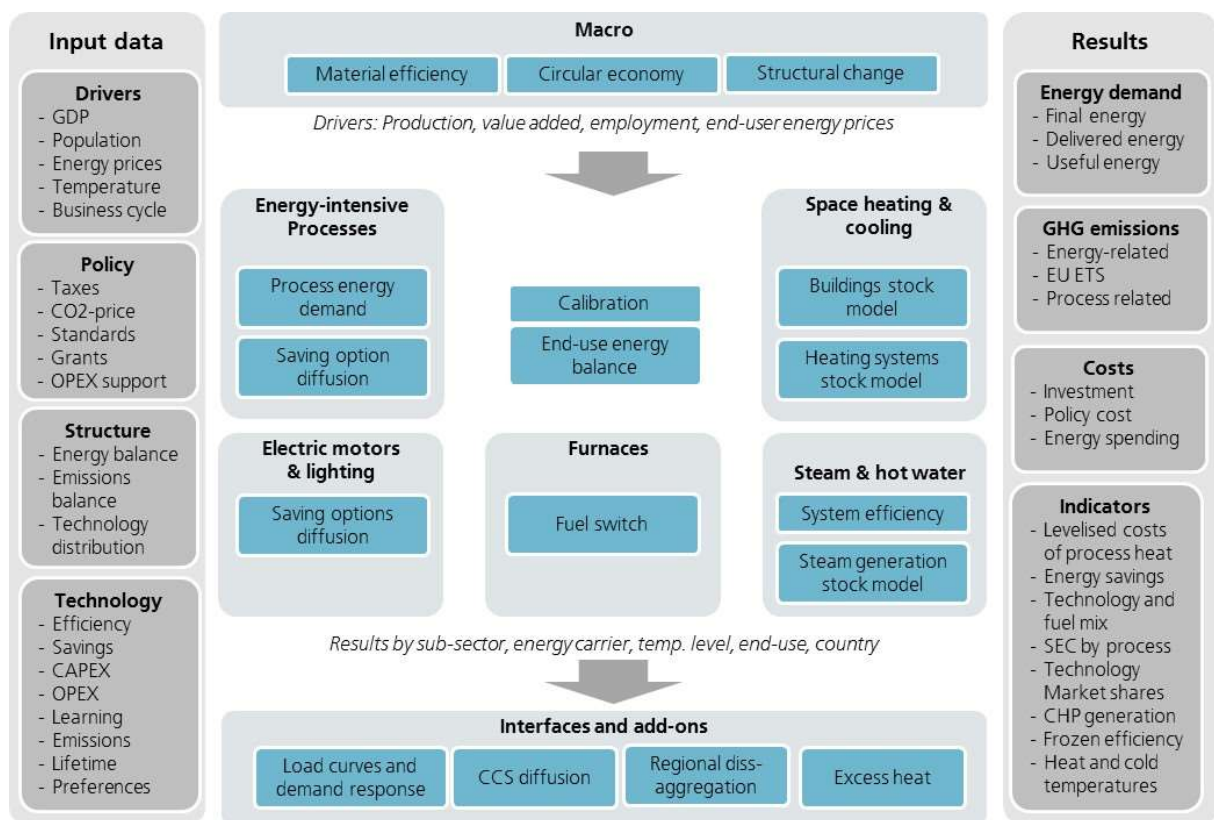 Input data
Drivers
- GDP
- Population
- Energy prices
- Temperature
- Business cycle
Policy
- Taxes
- CO2-price
- Standards
- Grants
- OPEX support
Structure
- Energy balance
- Emissions
balance
- Technology
distribution
Technology
- Efficiency
- Savings
- CAPEX
- OPEX
- Learning
- Emissions
- Lifetime
- Preferences
Macro
Material efficiency
Circular economy
Structural change
Drivers: Production, value added, employment, end-user energy prices
Energy-intensive
Processes
Process energy
demand
Saving option
diffusion
Calibration
End-use energy
balance
Space heating &
cooling
Buildings stock
model
Heating systems
stock model
Electric motors
& lighting
Saving options
diffusion
Furnaces
Fuel switch
Steam & hot water
System efficiency
Steam generation
stock model
Results by sub-sector, energy carrier, temp. level, end-use, country
Interfaces and add-ons
Load curves and
demand response
CCS diffusion
Regional diss-
aggregation
Excess heat
Results
Energy demand
- Final energy
- Delivered energy
- Useful energy
GHG emissions
- Energy-related
- EU ETS
- Process related
Costs
- Investment
- Policy cost
- Energy spending
Indicators
- Levelised costs
of process heat
- Energy savings
- Technology and
fuel mix
- SEC by process
- Technology
Market shares
- CHP generation
- Frozen efficiency
- Heat and cold
temperatures